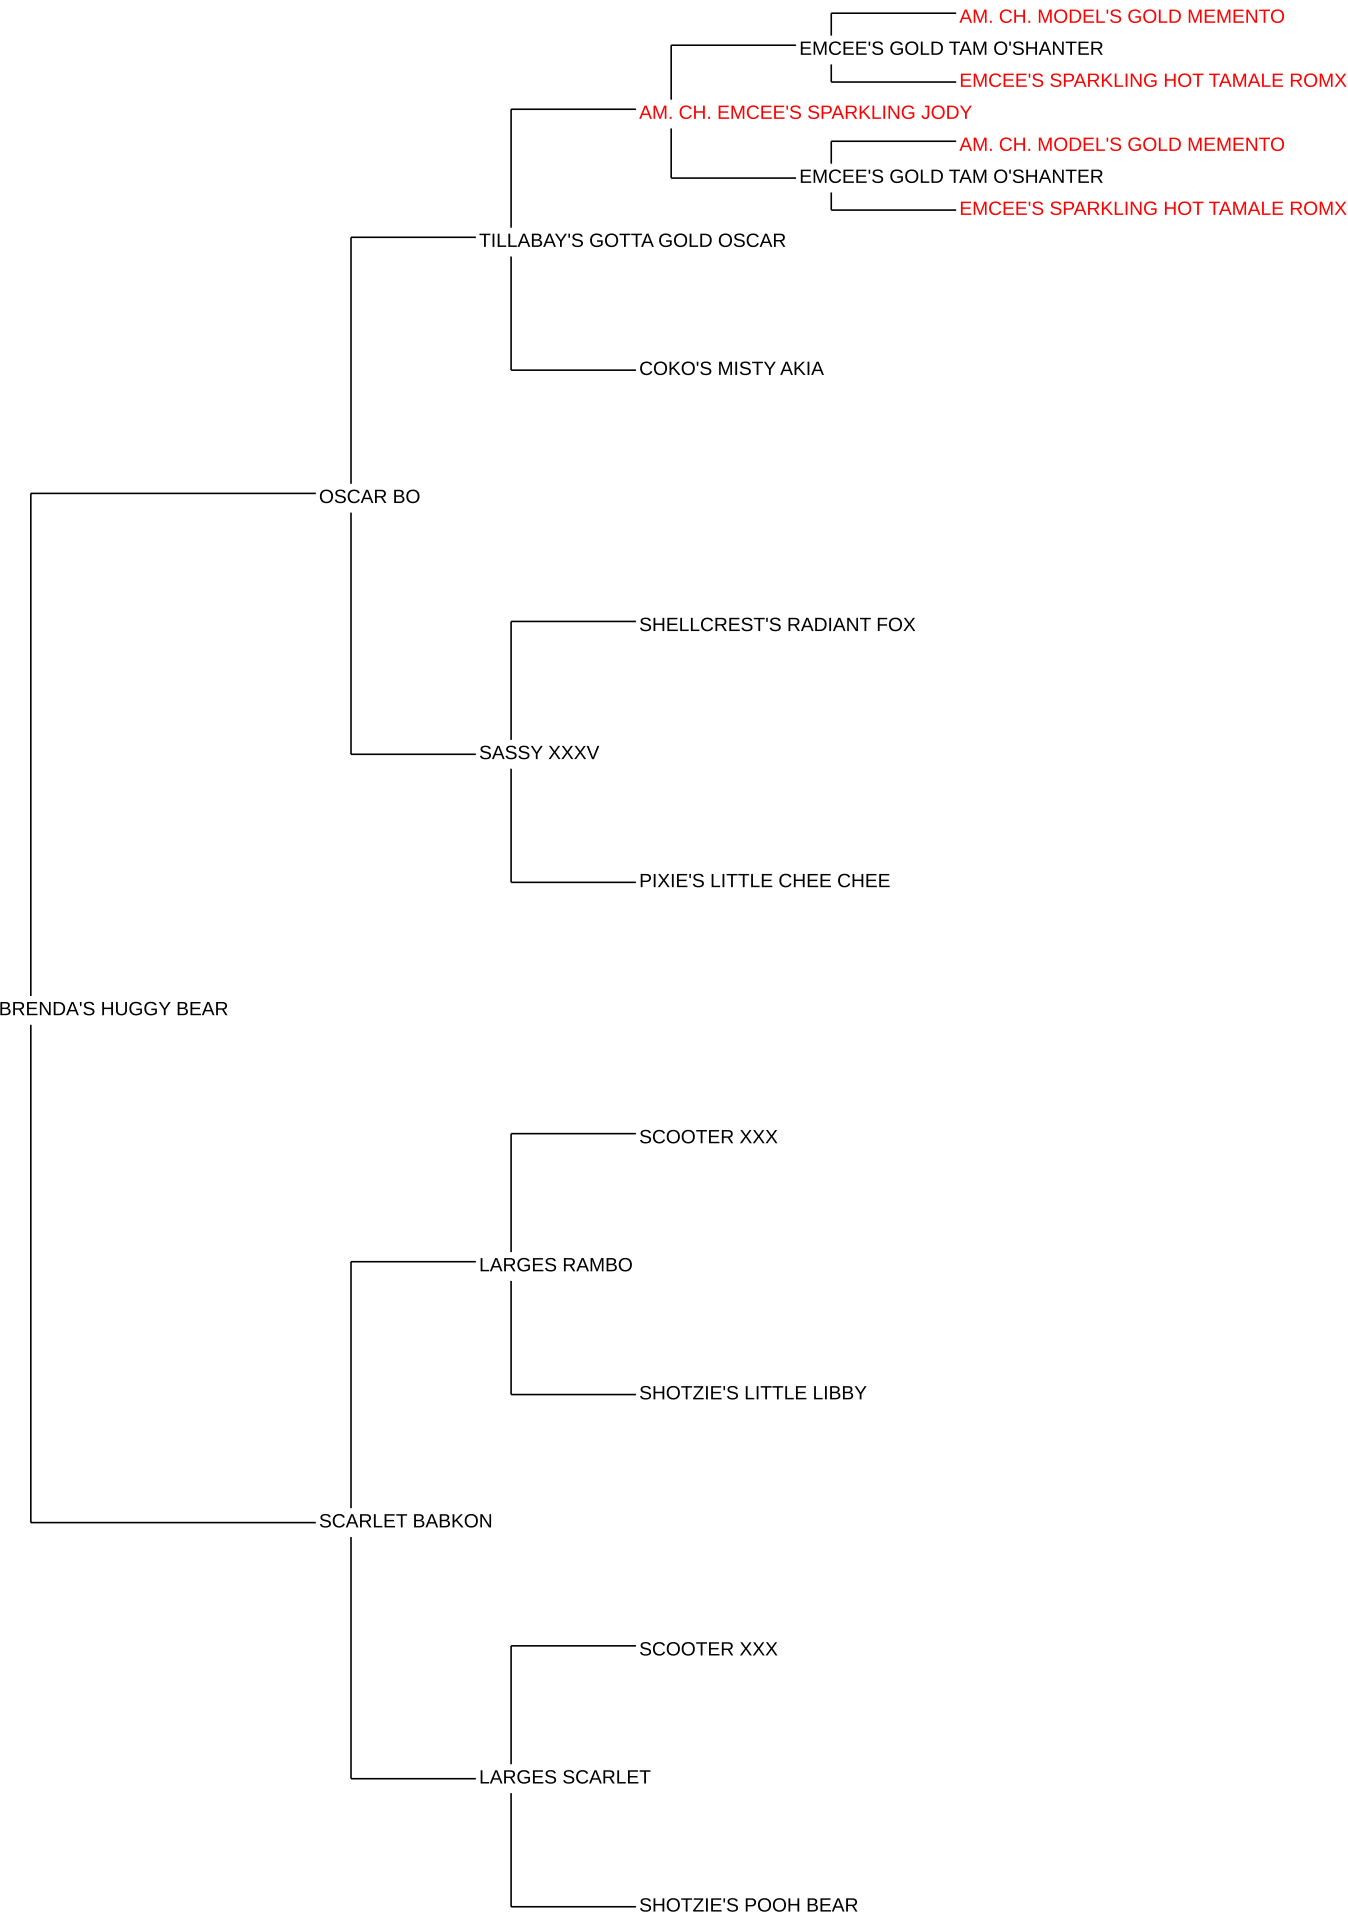 AM. CH. MODEL'S GOLD MEMENTO
EMCEE'S GOLD TAM O'SHANTER
EMCEE'S SPARKLING HOT TAMALE ROMX
AM. CH. EMCEE'S SPARKLING JODY
AM. CH. MODEL'S GOLD MEMENTO
EMCEE'S GOLD TAM O'SHANTER
EMCEE'S SPARKLING HOT TAMALE ROMX
TILLABAY'S GOTTA GOLD OSCAR
COKO'S MISTY AKIA
OSCAR BO
SHELLCREST'S RADIANT FOX
SASSY XXXV
PIXIE'S LITTLE CHEE CHEE
BRENDA'S HUGGY BEAR
SCOOTER XXX
LARGES RAMBO
SHOTZIE'S LITTLE LIBBY
SCARLET BABKON
SCOOTER XXX
LARGES SCARLET
SHOTZIE'S POOH BEAR